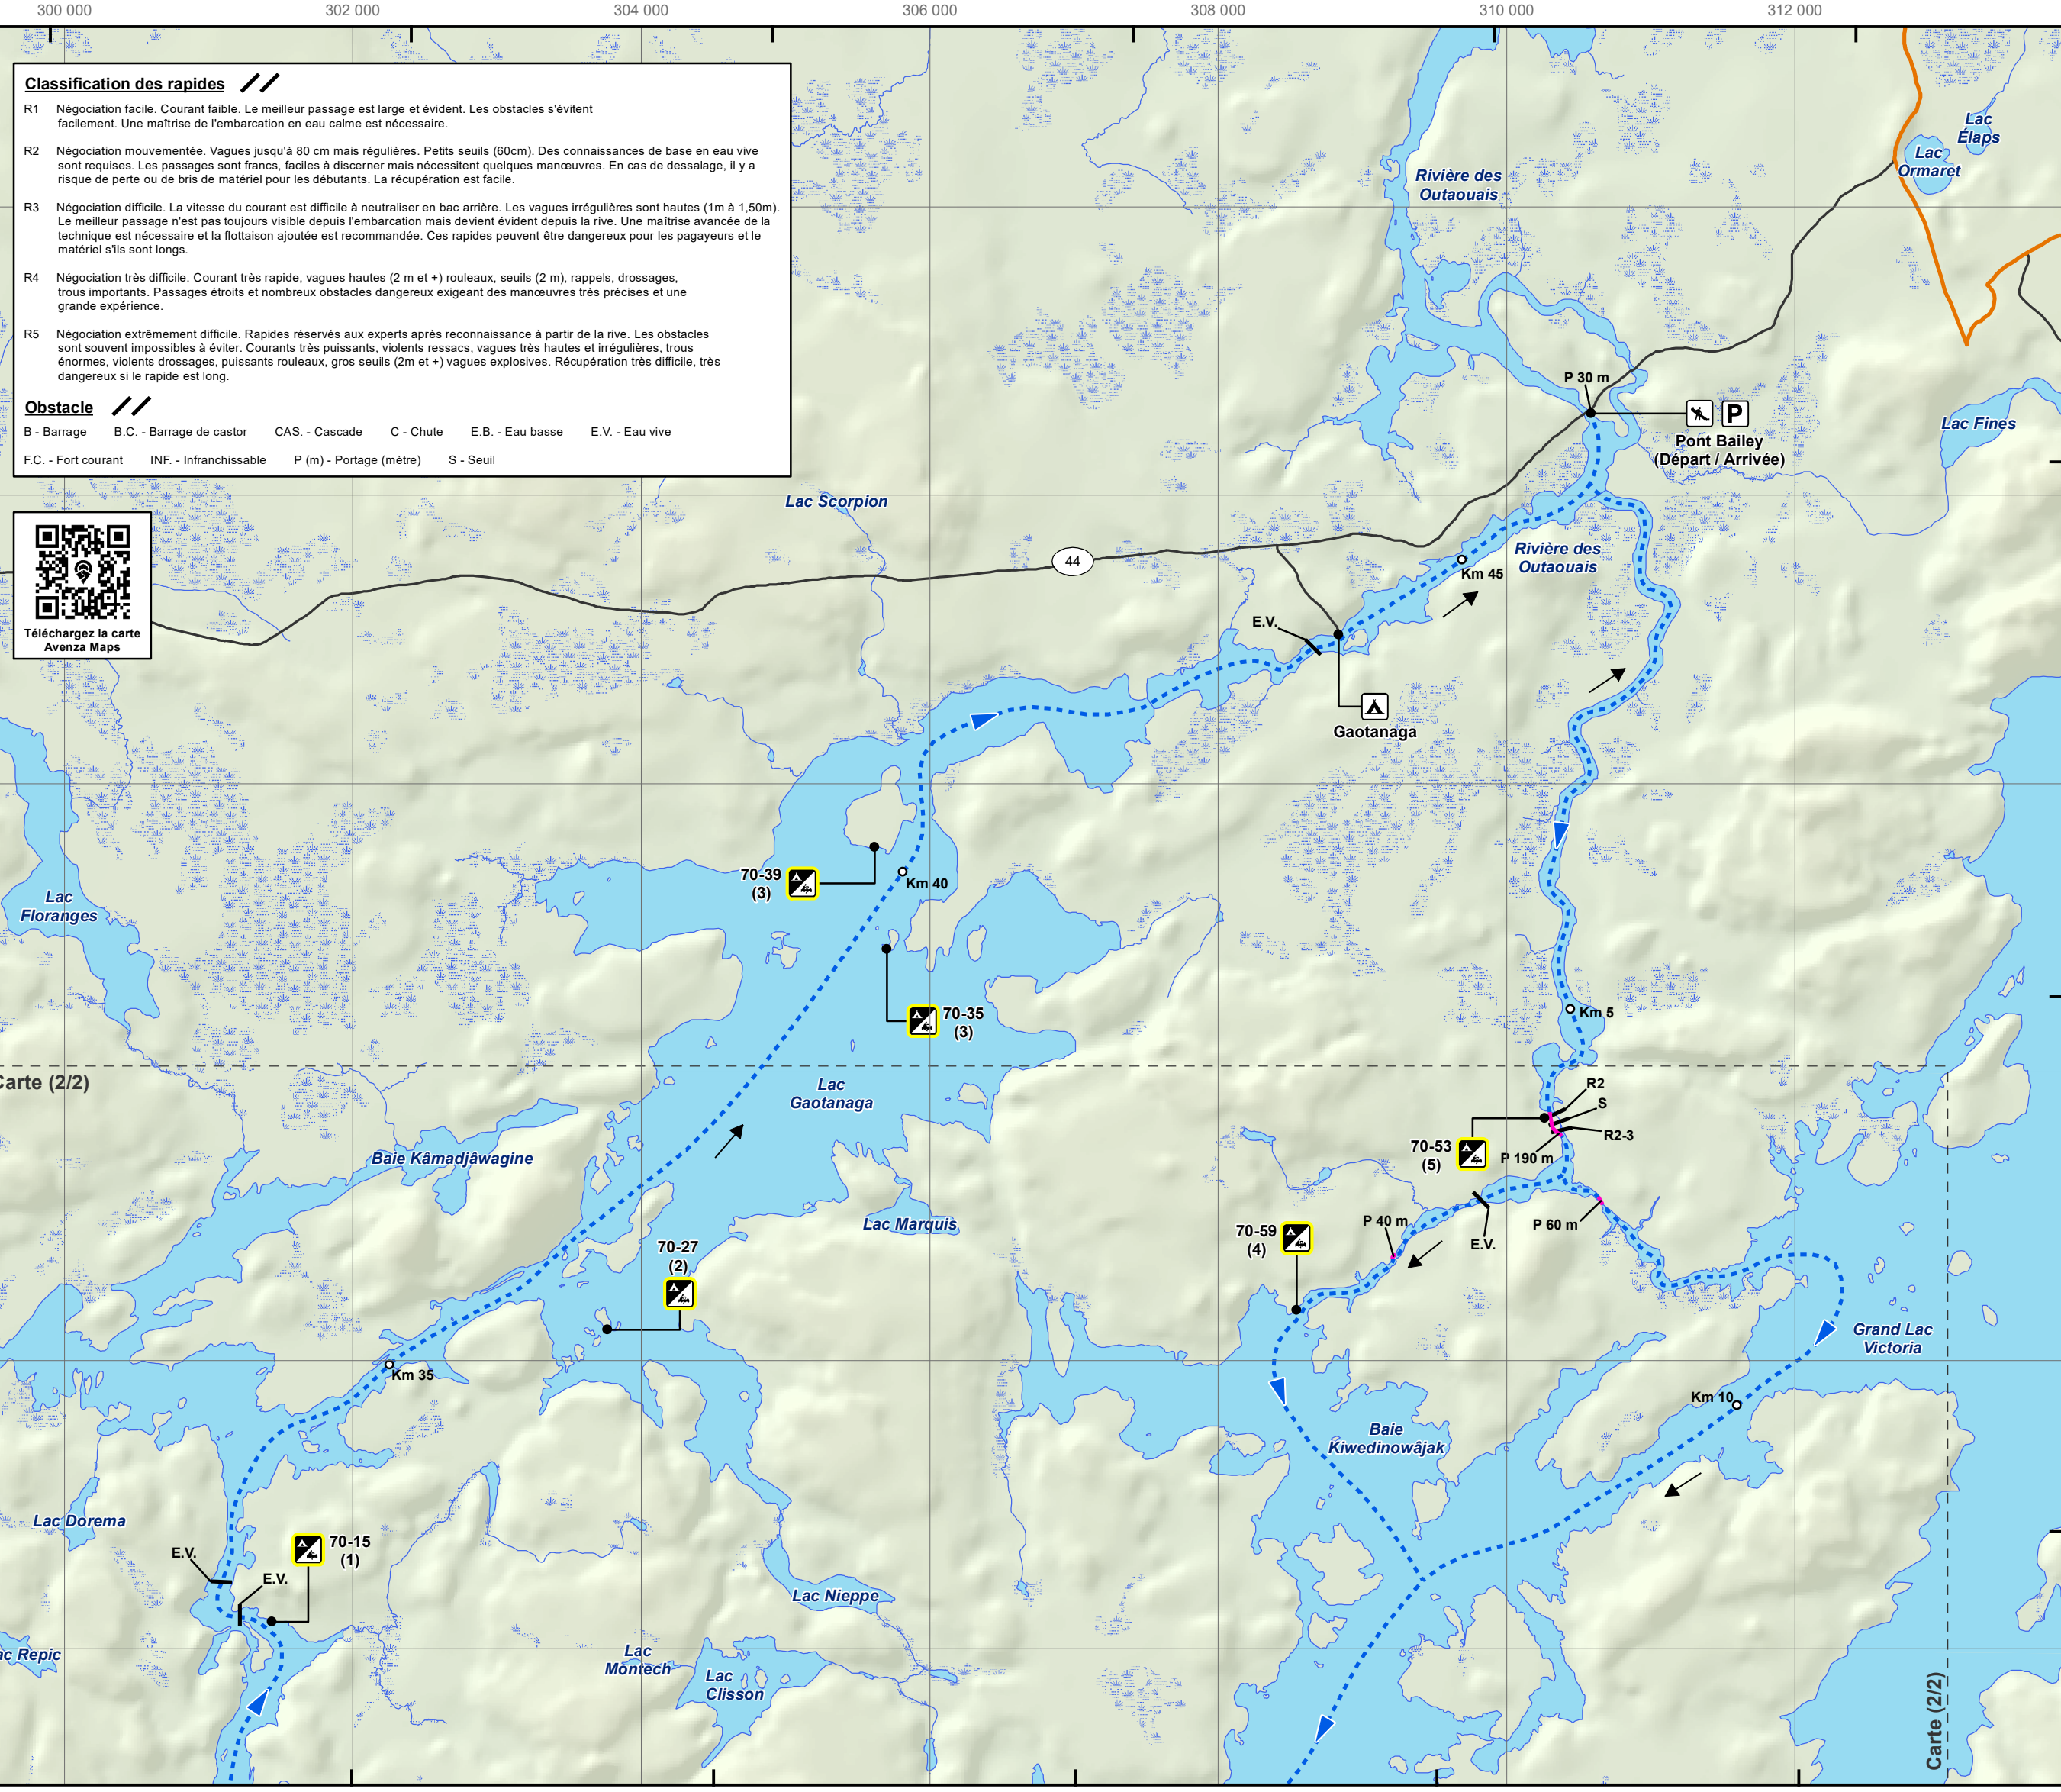 300 000
302 000
304 000
306 000
308 000
310 000
312 000
Classification des rapides
R1 Négociation facile. Courant faible. Le meilleur passage est large et évident. Les obstacles s'évitent
facilement. Une maîtrise de l'embarcation en eau calme est nécessaire.
R2 Négociation mouvementée. Vagues jusqu'à 80 cm mais régulières. Petits seuils (60cm). Des connaissances de base en eau vive
sont requises. Les passages sont francs, faciles à discerner mais nécessitent quelques manœuvres. En cas de dessalage, il y a
risque de perte ou de bris de matériel pour les débutants. La récupération est facile.
R3 Négociation difficile. La vitesse du courant est difficile à neutraliser en bac arrière. Les vagues irrégulières sont hautes (1m à 1,50m).
Le meilleur passage n'est pas toujours visible depuis l'embarcation mais devient évident depuis la rive. Une maîtrise avancée de la
technique est nécessaire et la flottaison ajoutée est recommandée. Ces rapides peuvent être dangereux pour les pagayeurs et le
matériel s'ils sont longs.
R4 Négociation très difficile. Courant très rapide, vagues hautes (2 m et +) rouleaux, seuils (2 m), rappels, drossages,
trous importants. Passages étroits et nombreux obstacles dangereux exigeant des manœuvres très précises et une
grande expérience.
R5 Négociation extrêmement difficile. Rapides réservés aux experts après reconnaissance à partir de la rive. Les obstacles
sont souvent impossibles à éviter. Courants très puissants, violents ressacs, vagues très hautes et irrégulières, trous
énormes, violents drossages, puissants rouleaux, gros seuils (2m et +) vagues explosives. Récupération très difficile, très
dangereux si le rapide est long.
Obstacle
B - Barrage B.C. - Barrage de castor CAS. - Cascade C - Chute E.B. - Eau basse E.V. - Eau vive
F.C. - Fort courant INF. - Infranchissable P (m) - Portage (mètre) S - Seuil
Téléchargez la carte
Avenza Maps
Lac
Élaps
Lac
Ormaret
Rivière des
Outaouais
P 30 m
P
Pont Bailey
(Départ / Arrivée)
Lac Fines
Lac Scorpion
44
Rivière des
Outaouais
Km 45
E.V.
Gaotanaga
70-39
(3)
Km 40
Lac
Floranges
70-35
(3)
Km 5
Carte (2/2)
Lac
Gaotanaga
R2
S
R2-3
70-53
(5)
P 190 m
Baie Kâmadjâwagine
Lac Marquis
P 40 m
P 60 m
70-59
(4)
E.V.
70-27
(2)
Grand Lac
Victoria
Km 35
Km 10
Baie
Kiwedinowâjak
Lac Dorema
70-15
(1)
E.V.
E.V.
Lac Nieppe
Lac Repic
Lac
Montech
Lac
Clisson
Carte (2/2)